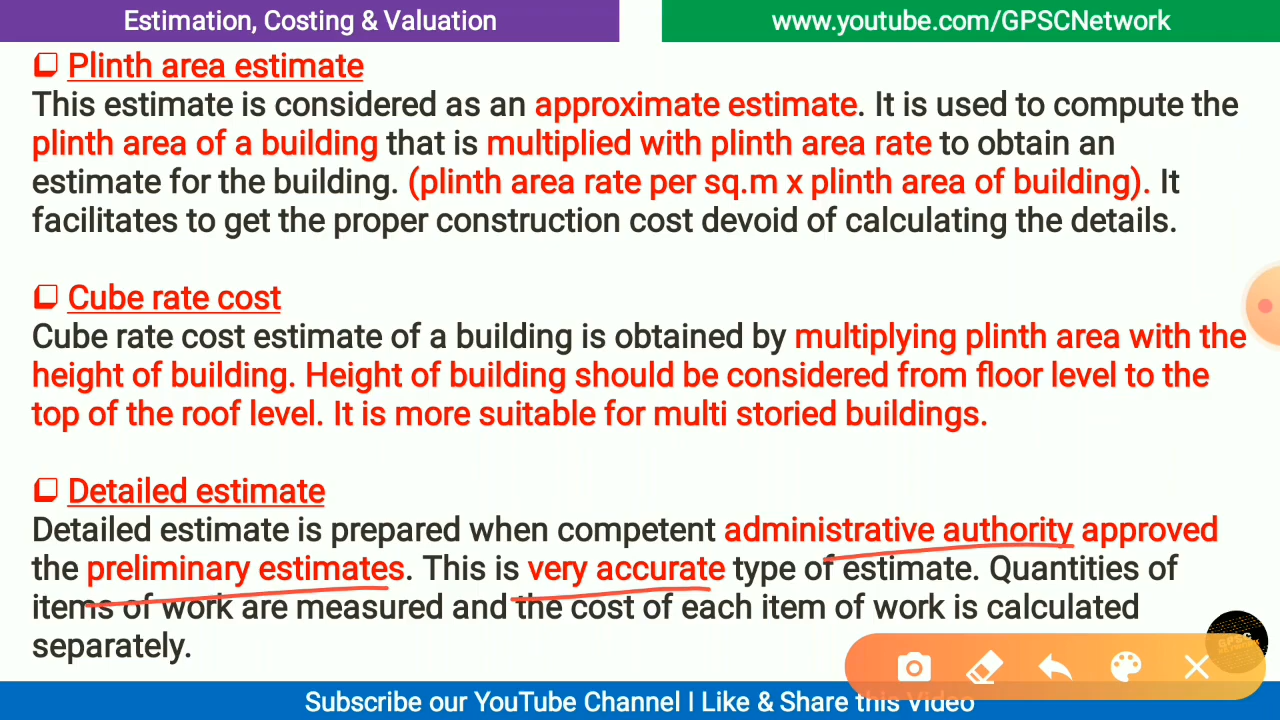 Estimation, Costing & Valuation
www.youtube.com/GPSCNetwork
Plinth area estimate
This estimate is considered as an approximate estimate. It is used to compute the
plinth area of a building that is multiplied with plinth area rate to obtain an
estimate for the building. (plinth area rate per sq.m x plinth area of building). It
facilitates to get the proper construction cost devoid of calculating the details.
Cube rate cost
Cube rate cost estimate of a building is obtained by multiplying plinth area with the
height of building. Height of building should be considered from floor level to the
top of the roof level. It is more suitable for multi storied buildings.
Detailed estimate
Detailed estimate is prepared when competent administrative authority approved
the preliminary estimates. This is very accurate type of estimate. Quantities of
items of work are measured and the cost of each item of work is calculated
separately.
GPSC
Subscribe our YouTube Channel I Like & Share this Video